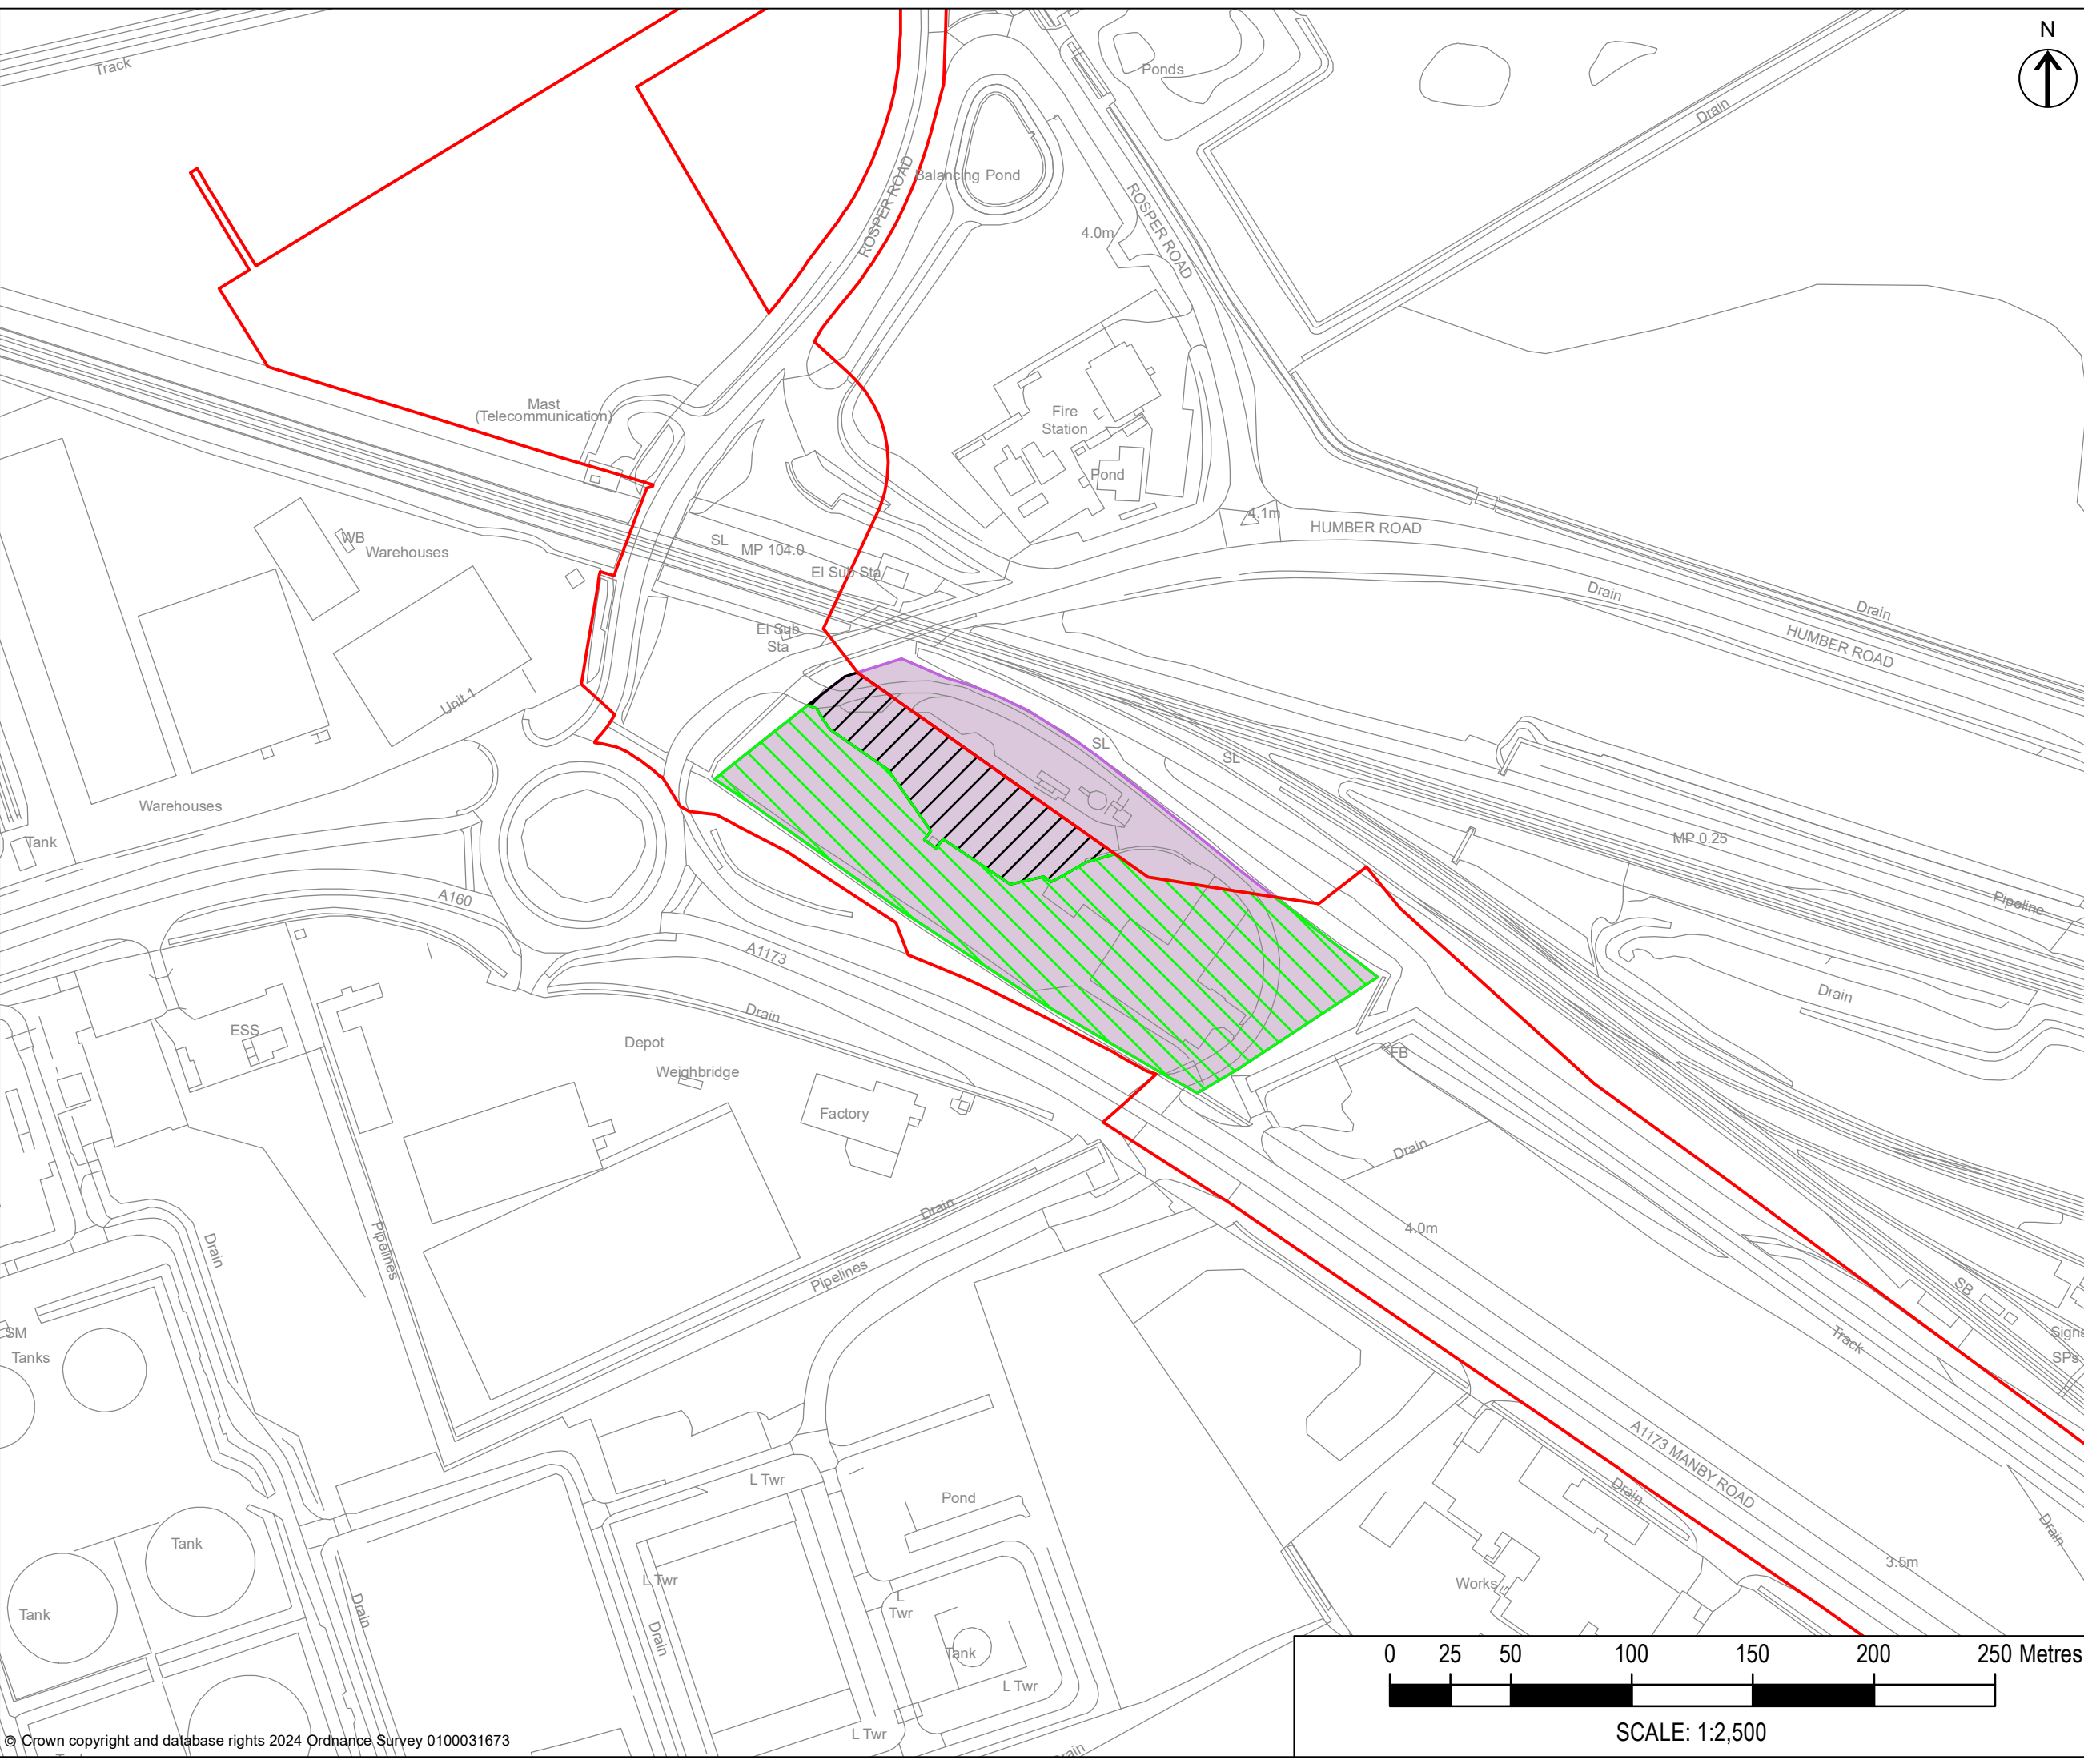 N
Track
Ponds
Drain
Balancing Pond
ROSPER ROAD
ROSPER ROAD
4.0m
Mast
(Telecommunication)
Fire
Station
Pond
4.1m
HUMBER ROAD
WB
Warehouses
SL
MP 104.0
El Sub Sta
Drain
Drain
El Sub
Sta
HUMBER ROAD
Unit 1
SL
SL
Warehouses
Tank
MP 0.25
A160
Pipeline
A1173
Drain
Drain
ESS
Depot
Weighbridge
FB
Factory
Drain
Drain
Drain
Pipelines
Pipelines
4.0m
SB
SM
Tanks
Track
SPs
A1173 MANBY ROAD
L Twr
Pond
Drain
Drain
Tank
L Twr
3.5m
Works
Tank
Drain
L
Twr
Drain
Tank
L Twr
L Twr
0 25 50 100 150 200 250 Metres
SCALE: 1:2,500
© Crown copyright and database rights 2024 Ordnance Survey 0100031673